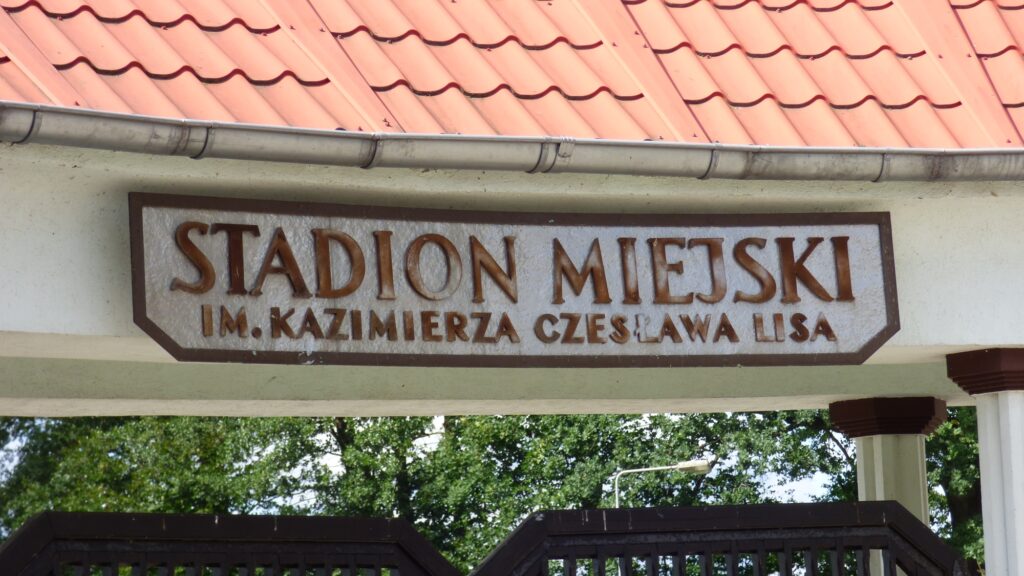 STADION MIEJSKI
IM. KAZIMIERZA CZESŁAWA LISA